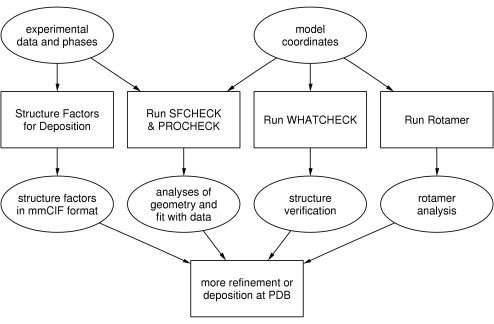 experimental
data and phases
model
coordinates
Structure Factors
for Deposition
Run SFCHECK
& PROCHECK
Run WHATCHECK
Run Rotamer
structure factors
in mmCIF format
analyses of
geometry and
fit with data
structure
verification
rotamer
analysis
more refinement or
deposition at PDB